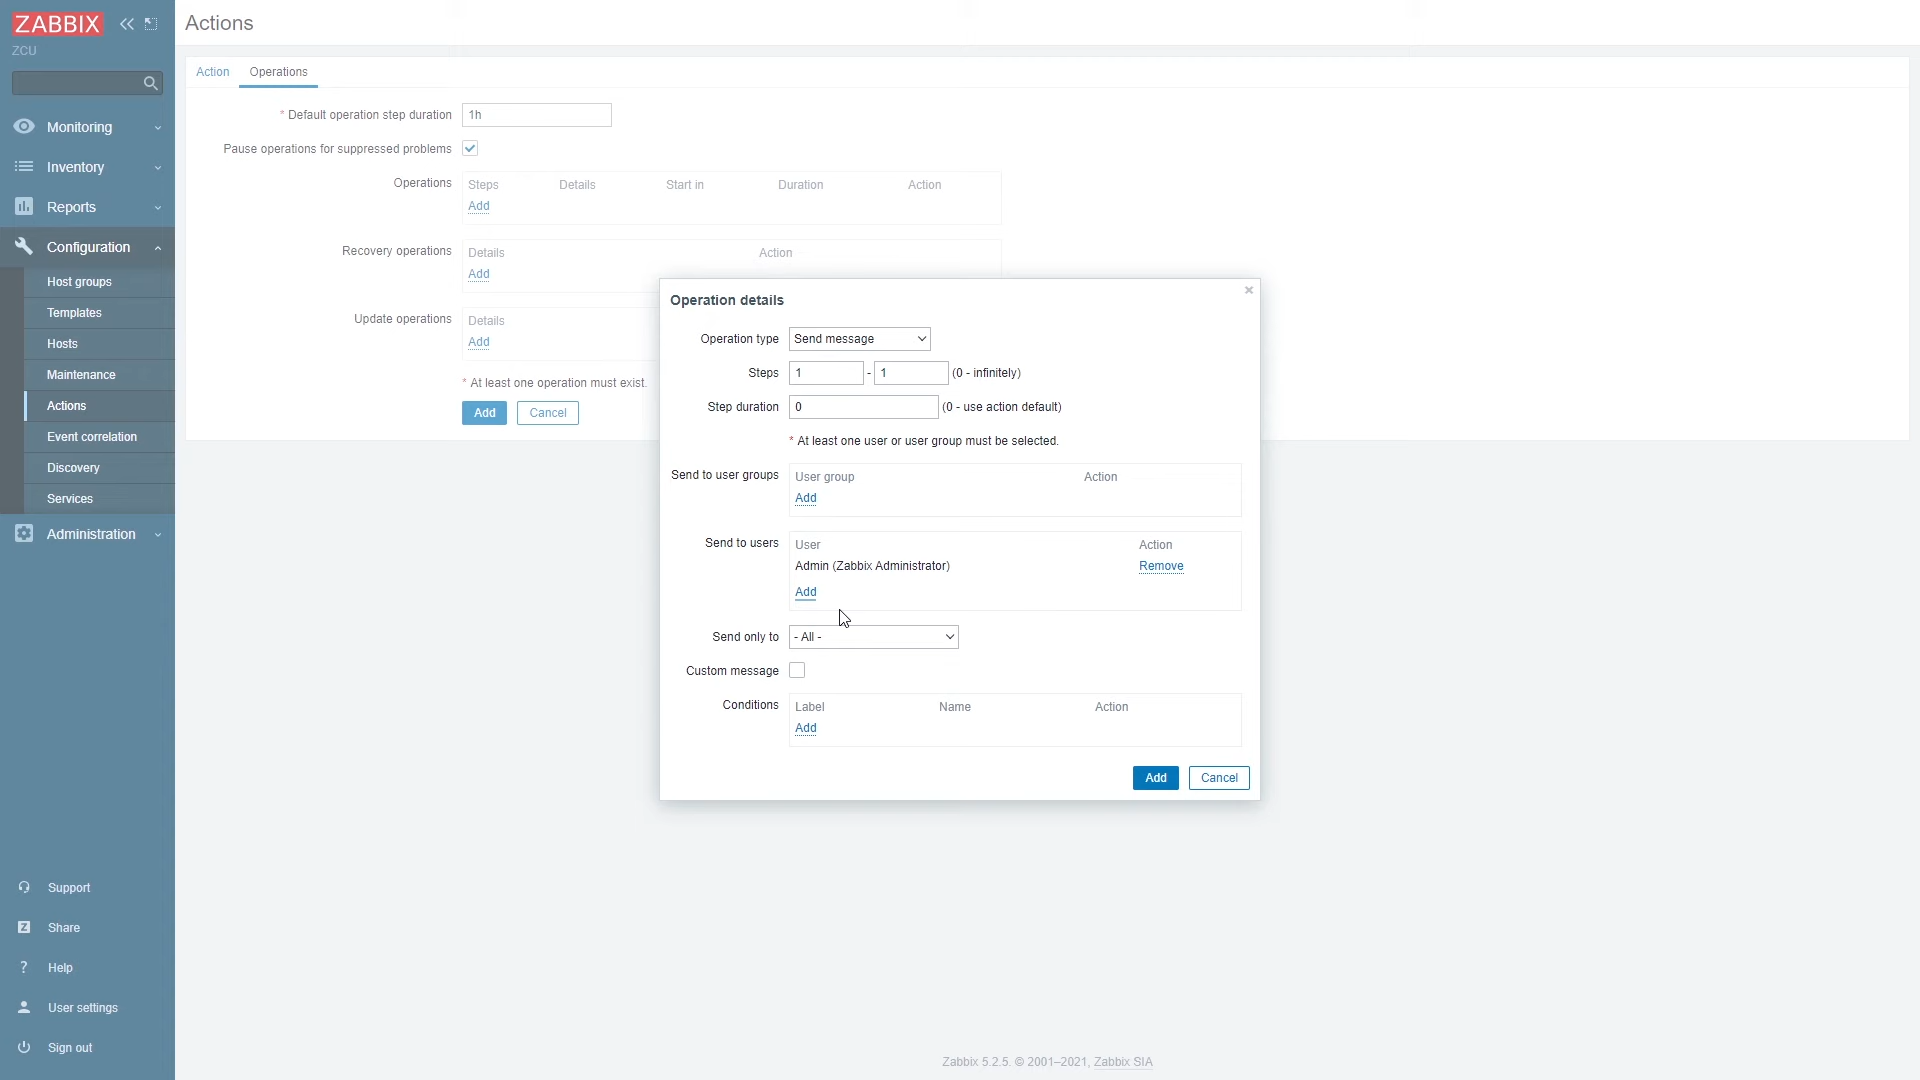 ZABBIX
ZCU
Monitoring
Inventory
Reports
Configuration
Host groups
Templates
Hosts
Maintenance
Actions
Event correlation
Discovery
Services
Administration
Support
Z Share
? Help
User settings
Sign out
Actions
Action Operations
* Default operation step duration 1h
Pause operations for suppressed problems
Operations Steps Details Start in Duration Action
Add
Recovery operations Details Action
Add
Update operations Details
Add
* At least one operation must exist.
Add Cancel
Operation details
Operation type Send message
Steps 1 - 1 (0 - infinitely)
Step duration 0 (0 - use action default)
* At least one user or user group must be selected.
Send to user groups User group Action
Add
Send to users User Action
Admin (Zabbix Administrator) Remove
Add
Send only to - All -
Custom message
Conditions Label Name Action
Add
Add Cancel
Zabbix 5.2.5. © 2001–2021, Zabbix SIA